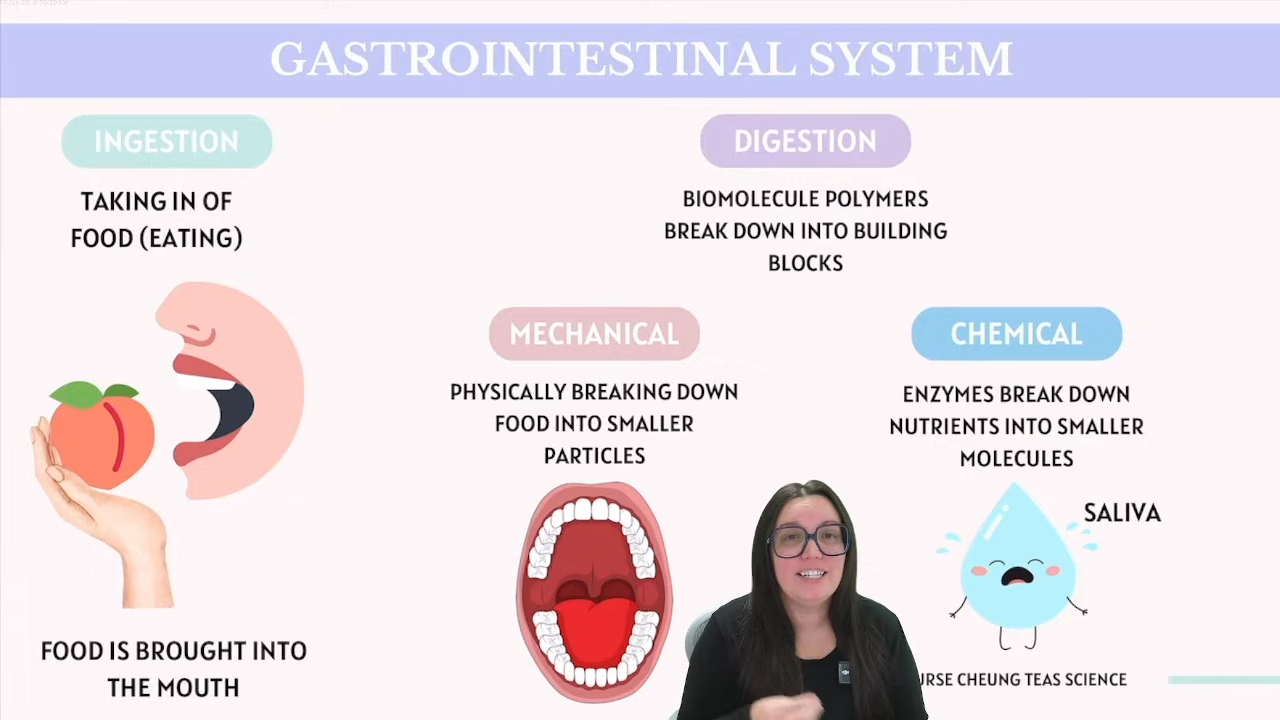 GASTROINTESTINAL SYSTEM
INGESTION
TAKING IN OF
FOOD (EATING)
FOOD IS BROUGHT INTO
THE MOUTH
DIGESTION
BIOMOLECULE POLYMERS
BREAK DOWN INTO BUILDING
BLOCKS
MECHANICAL
PHYSICALLY BREAKING DOWN
FOOD INTO SMALLER
PARTICLES
CHEMICAL
ENZYMES BREAK DOWN
NUTRIENTS INTO SMALLER
MOLECULES
SALIVA
CHEUNG TEAS SCIENCE